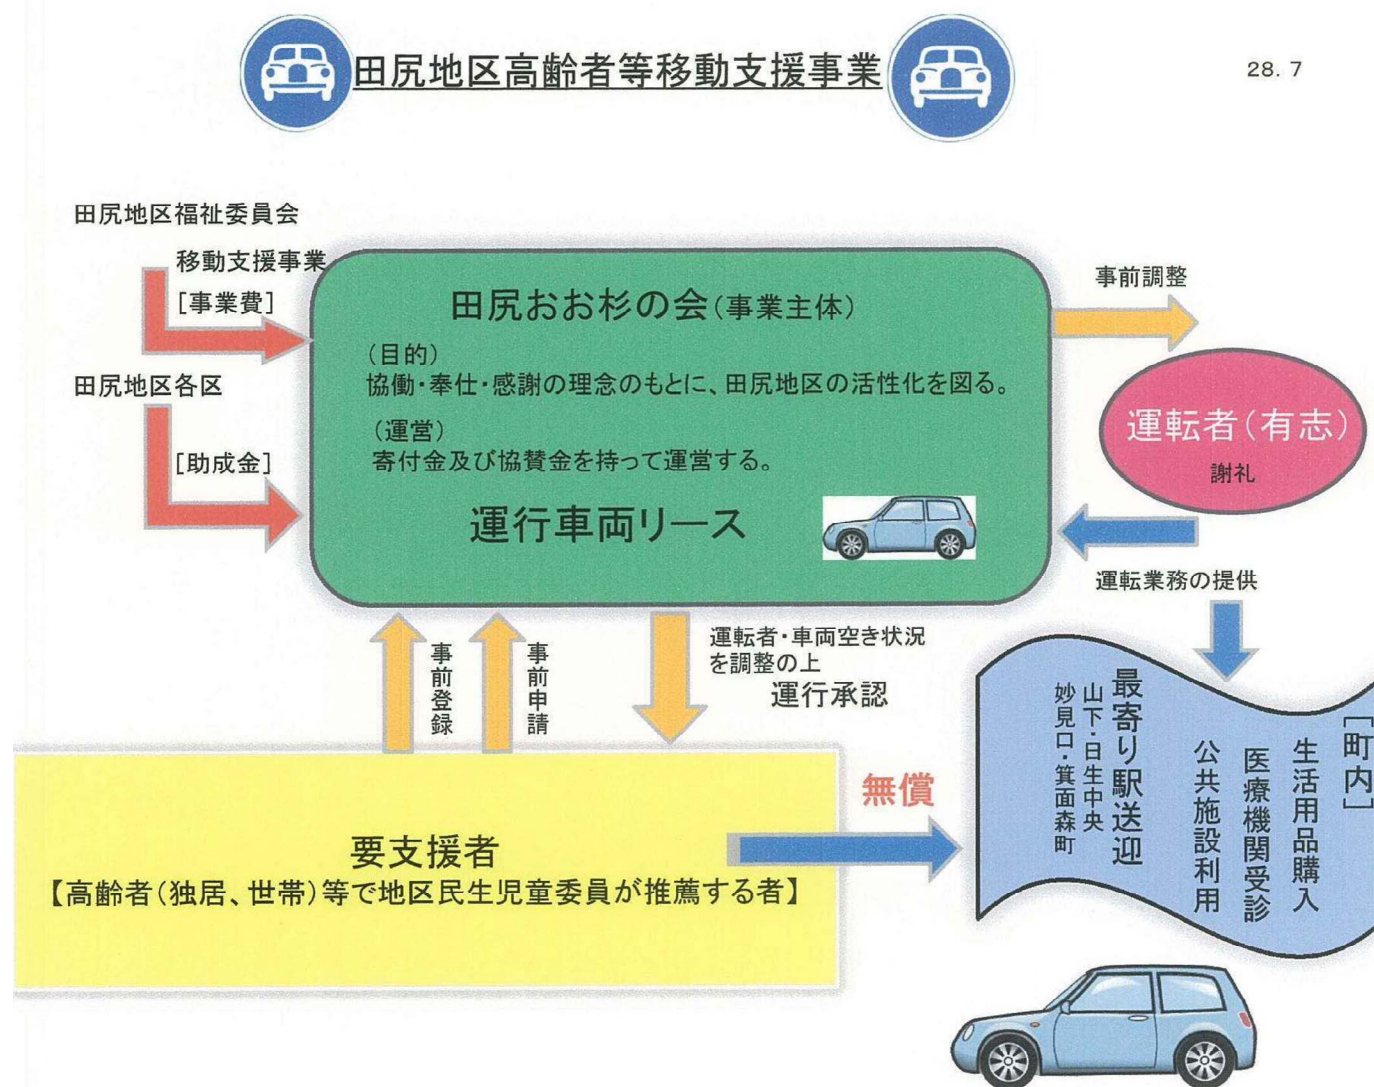 田尻地区高齢者等移動支援事業
28. 7
田尻地区福祉委員会
移動支援事業
[事業費]
田尻地区各区
[助成金]
田尻おお杉の会(事業主体)
(目的)
協働・奉仕・感謝の理念のもとに、田尻地区の活性化を図る。
(運営)
寄付金及び協賛金を持って運営する。
運行車両リース
事前調整
運転者(有志)
謝礼
運転業務の提供
事前登録
事前申請
運転者・車両空き状況
を調整の上
運行承認
要支援者
【高齢者(独居、世帯)等で地区民生児童委員が推薦する者】
無償
[町内]
生活用品購入
医療機関受診
公共施設利用
最寄り駅送迎
山下・日生中央
妙見口・箕面森町